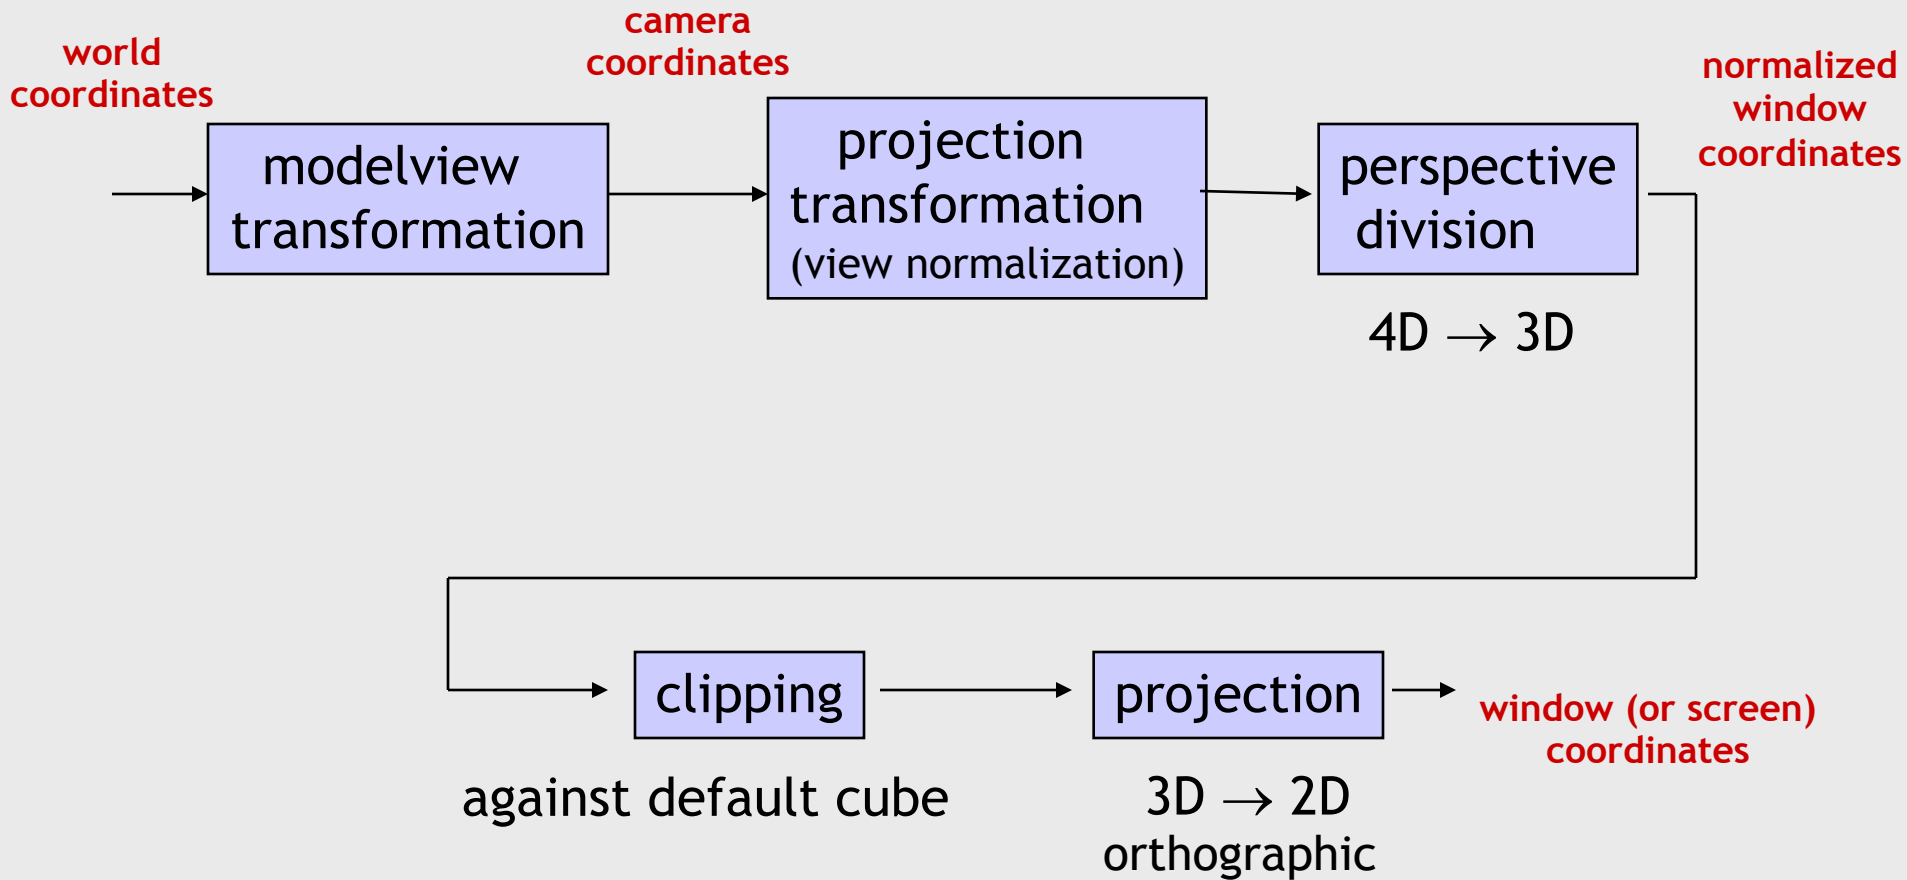 world
coordinates
camera
coordinates
normalized
window
coordinates
modelview
transformation
projection
transformation
(view normalization)
perspective
division
4D → 3D
clipping
against default cube
projection
3D → 2D
orthographic
window (or screen)
coordinates